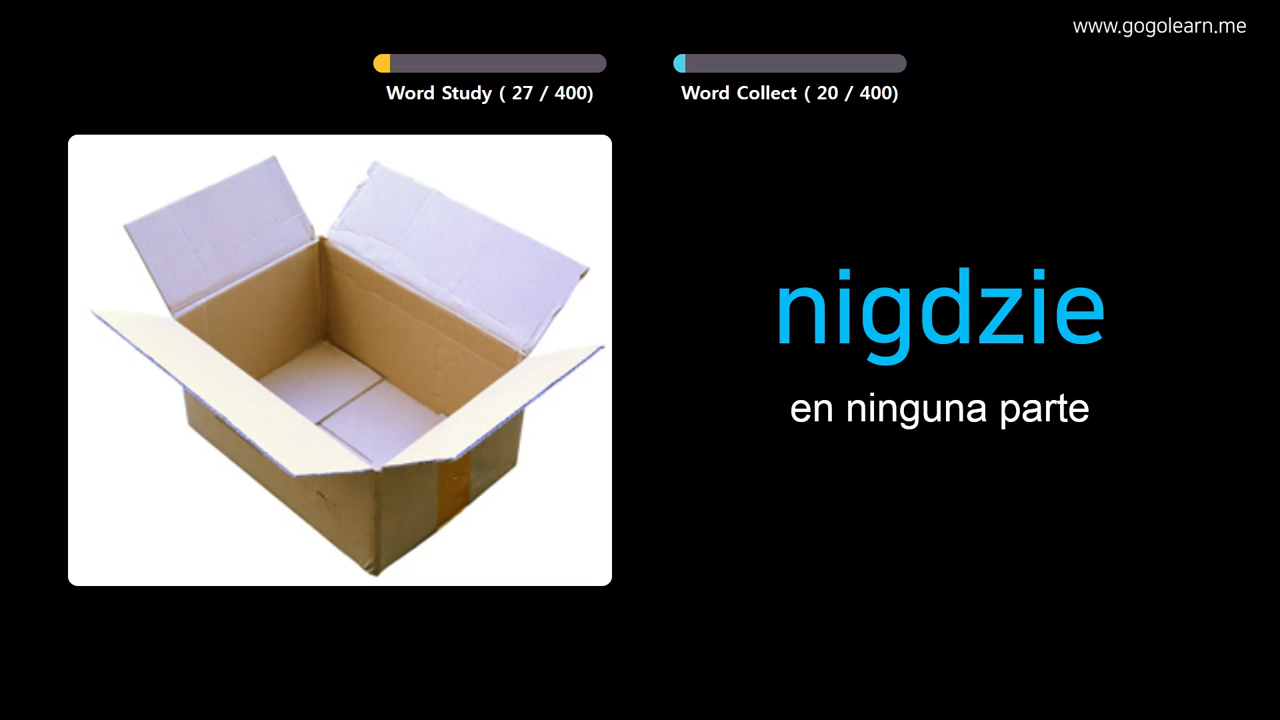 www.gogolearn.me
Word Study ( 27 / 400)
Word Collect ( 20 / 400)
nigdzie
en ninguna parte